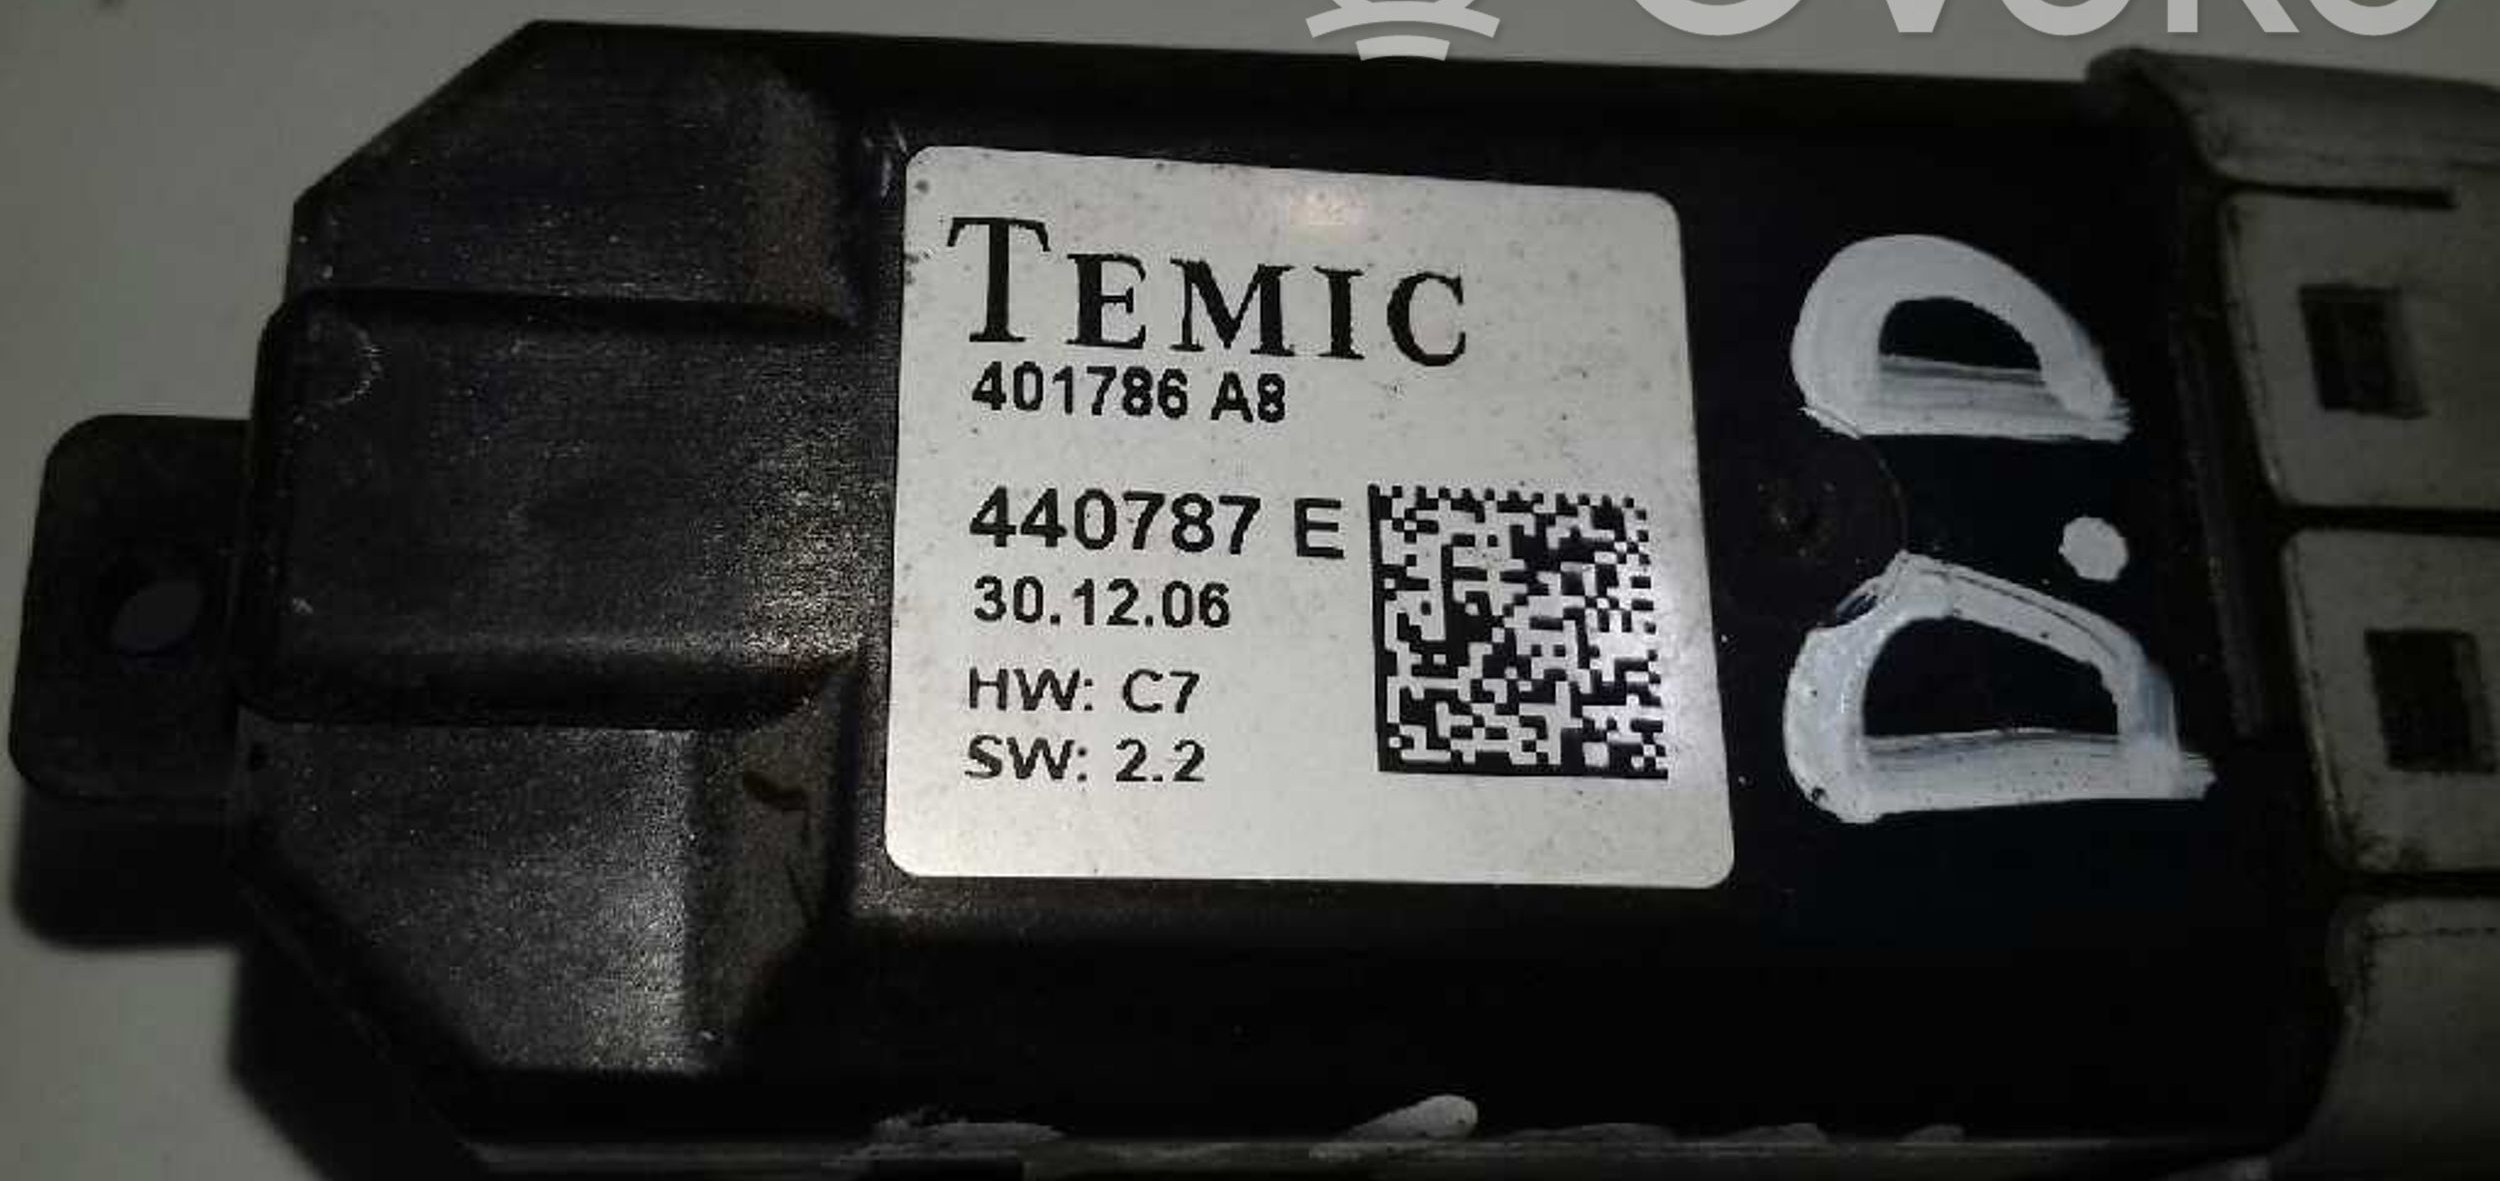 TEMIC
401786 A8
440787 E
30.12.06
HW: C7
SW: 2.2
D.D